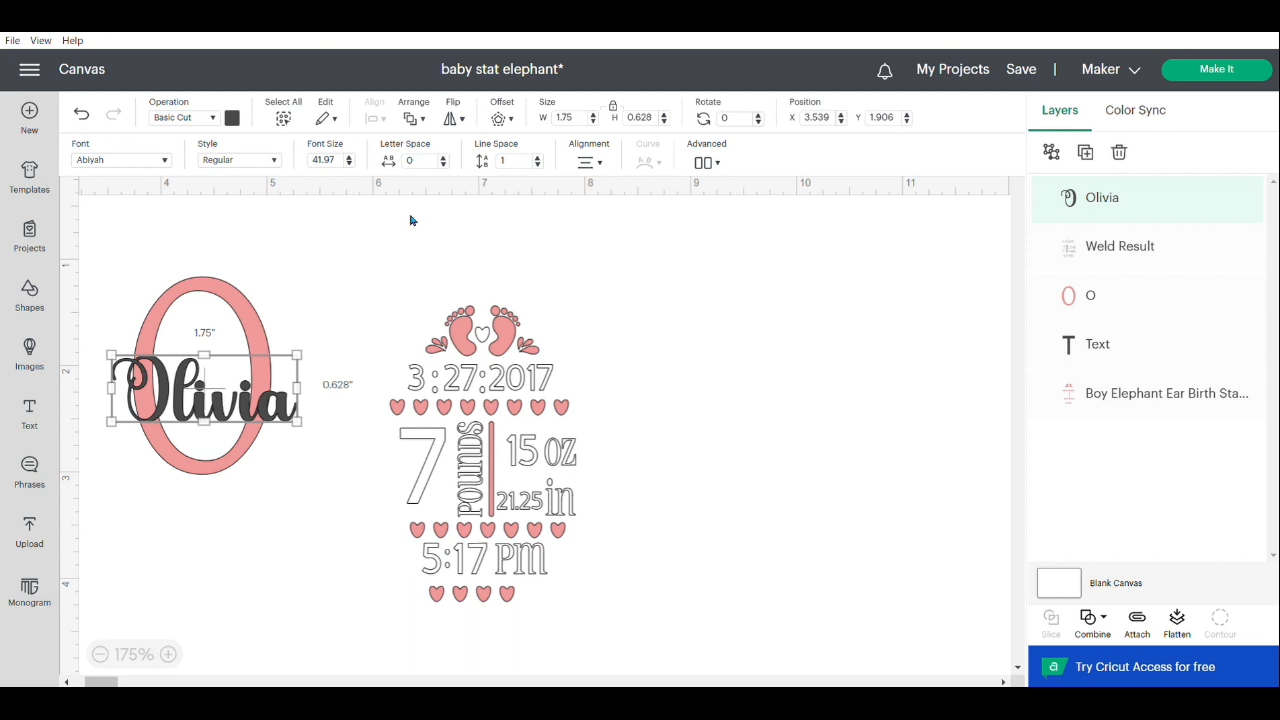 File View Help
Canvas
baby stat elephant*
My Projects Save | Maker Make It
Operation
Basic Cut
Select All
Edit
Align
Arrange
Flip
Offset
Size
W 1.75
H 0.628
Rotate
0
Position
X 3.539
Y 1.906
Font
Abiyah
Style
Regular
Font Size
41.97
Letter Space
0
Line Space
1
Alignment
Curve
Advanced
New
Templates
Projects
Shapes
Images
Text
Phrases
Upload
Monogram
4 5 6 7 8 9 10 11
1
2
3
4
O
1.75"
Olivia
0.628"
3:27:2017
7 POUNDS 15 OZ
21.25 in
5:17 PM
175%
Layers Color Sync
Olivia
Weld Result
O
Text
Boy Elephant Ear Birth Sta...
Blank Canvas
Slice Combine Attach Flatten Contour
a Try Cricut Access for free